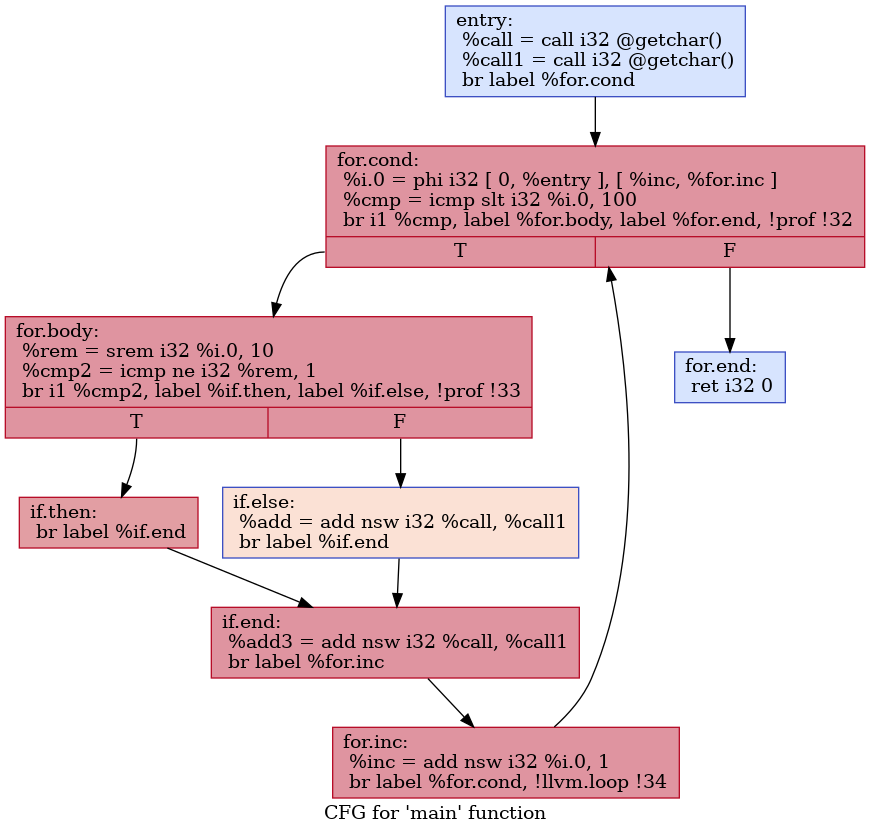 entry:
%call = call i32 @getchar()
%call1 = call i32 @getchar()
br label %for.cond
for.cond:
%i.0 = phi i32 [ 0, %entry ], [ %inc, %for.inc ]
%cmp = icmp slt i32 %i.0, 100
br i1 %cmp, label %for.body, label %for.end, !prof !32
T
F
for.body:
%rem = srem i32 %i.0, 10
%cmp2 = icmp ne i32 %rem, 1
br i1 %cmp2, label %if.then, label %if.else, !prof !33
T
F
for.end:
ret i32 0
if.then:
br label %if.end
if.else:
%add = add nsw i32 %call, %call1
br label %if.end
if.end:
%add3 = add nsw i32 %call, %call1
br label %for.inc
for.inc:
%inc = add nsw i32 %i.0, 1
br label %for.cond, !llvm.loop !34
CFG for 'main' function